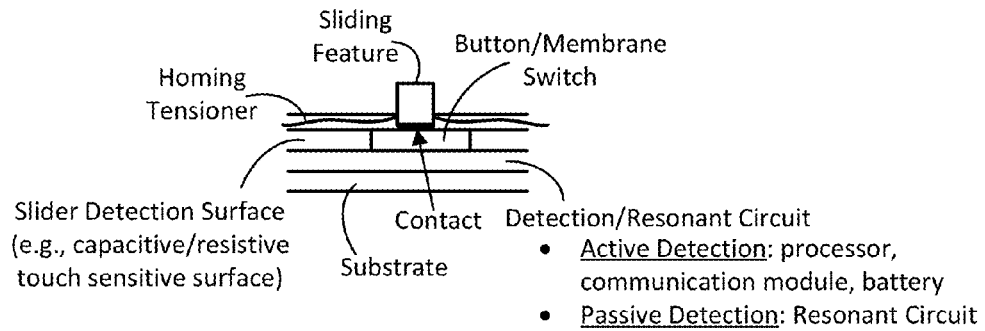 Sliding
Feature
Button/Membrane
Switch
Homing
Tensioner
Slider Detection Surface
(e.g., capacitive/resistive
touch sensitive surface)
Contact
Substrate
Detection/Resonant Circuit
• Active Detection: processor,
communication module, battery
• Passive Detection: Resonant Circuit